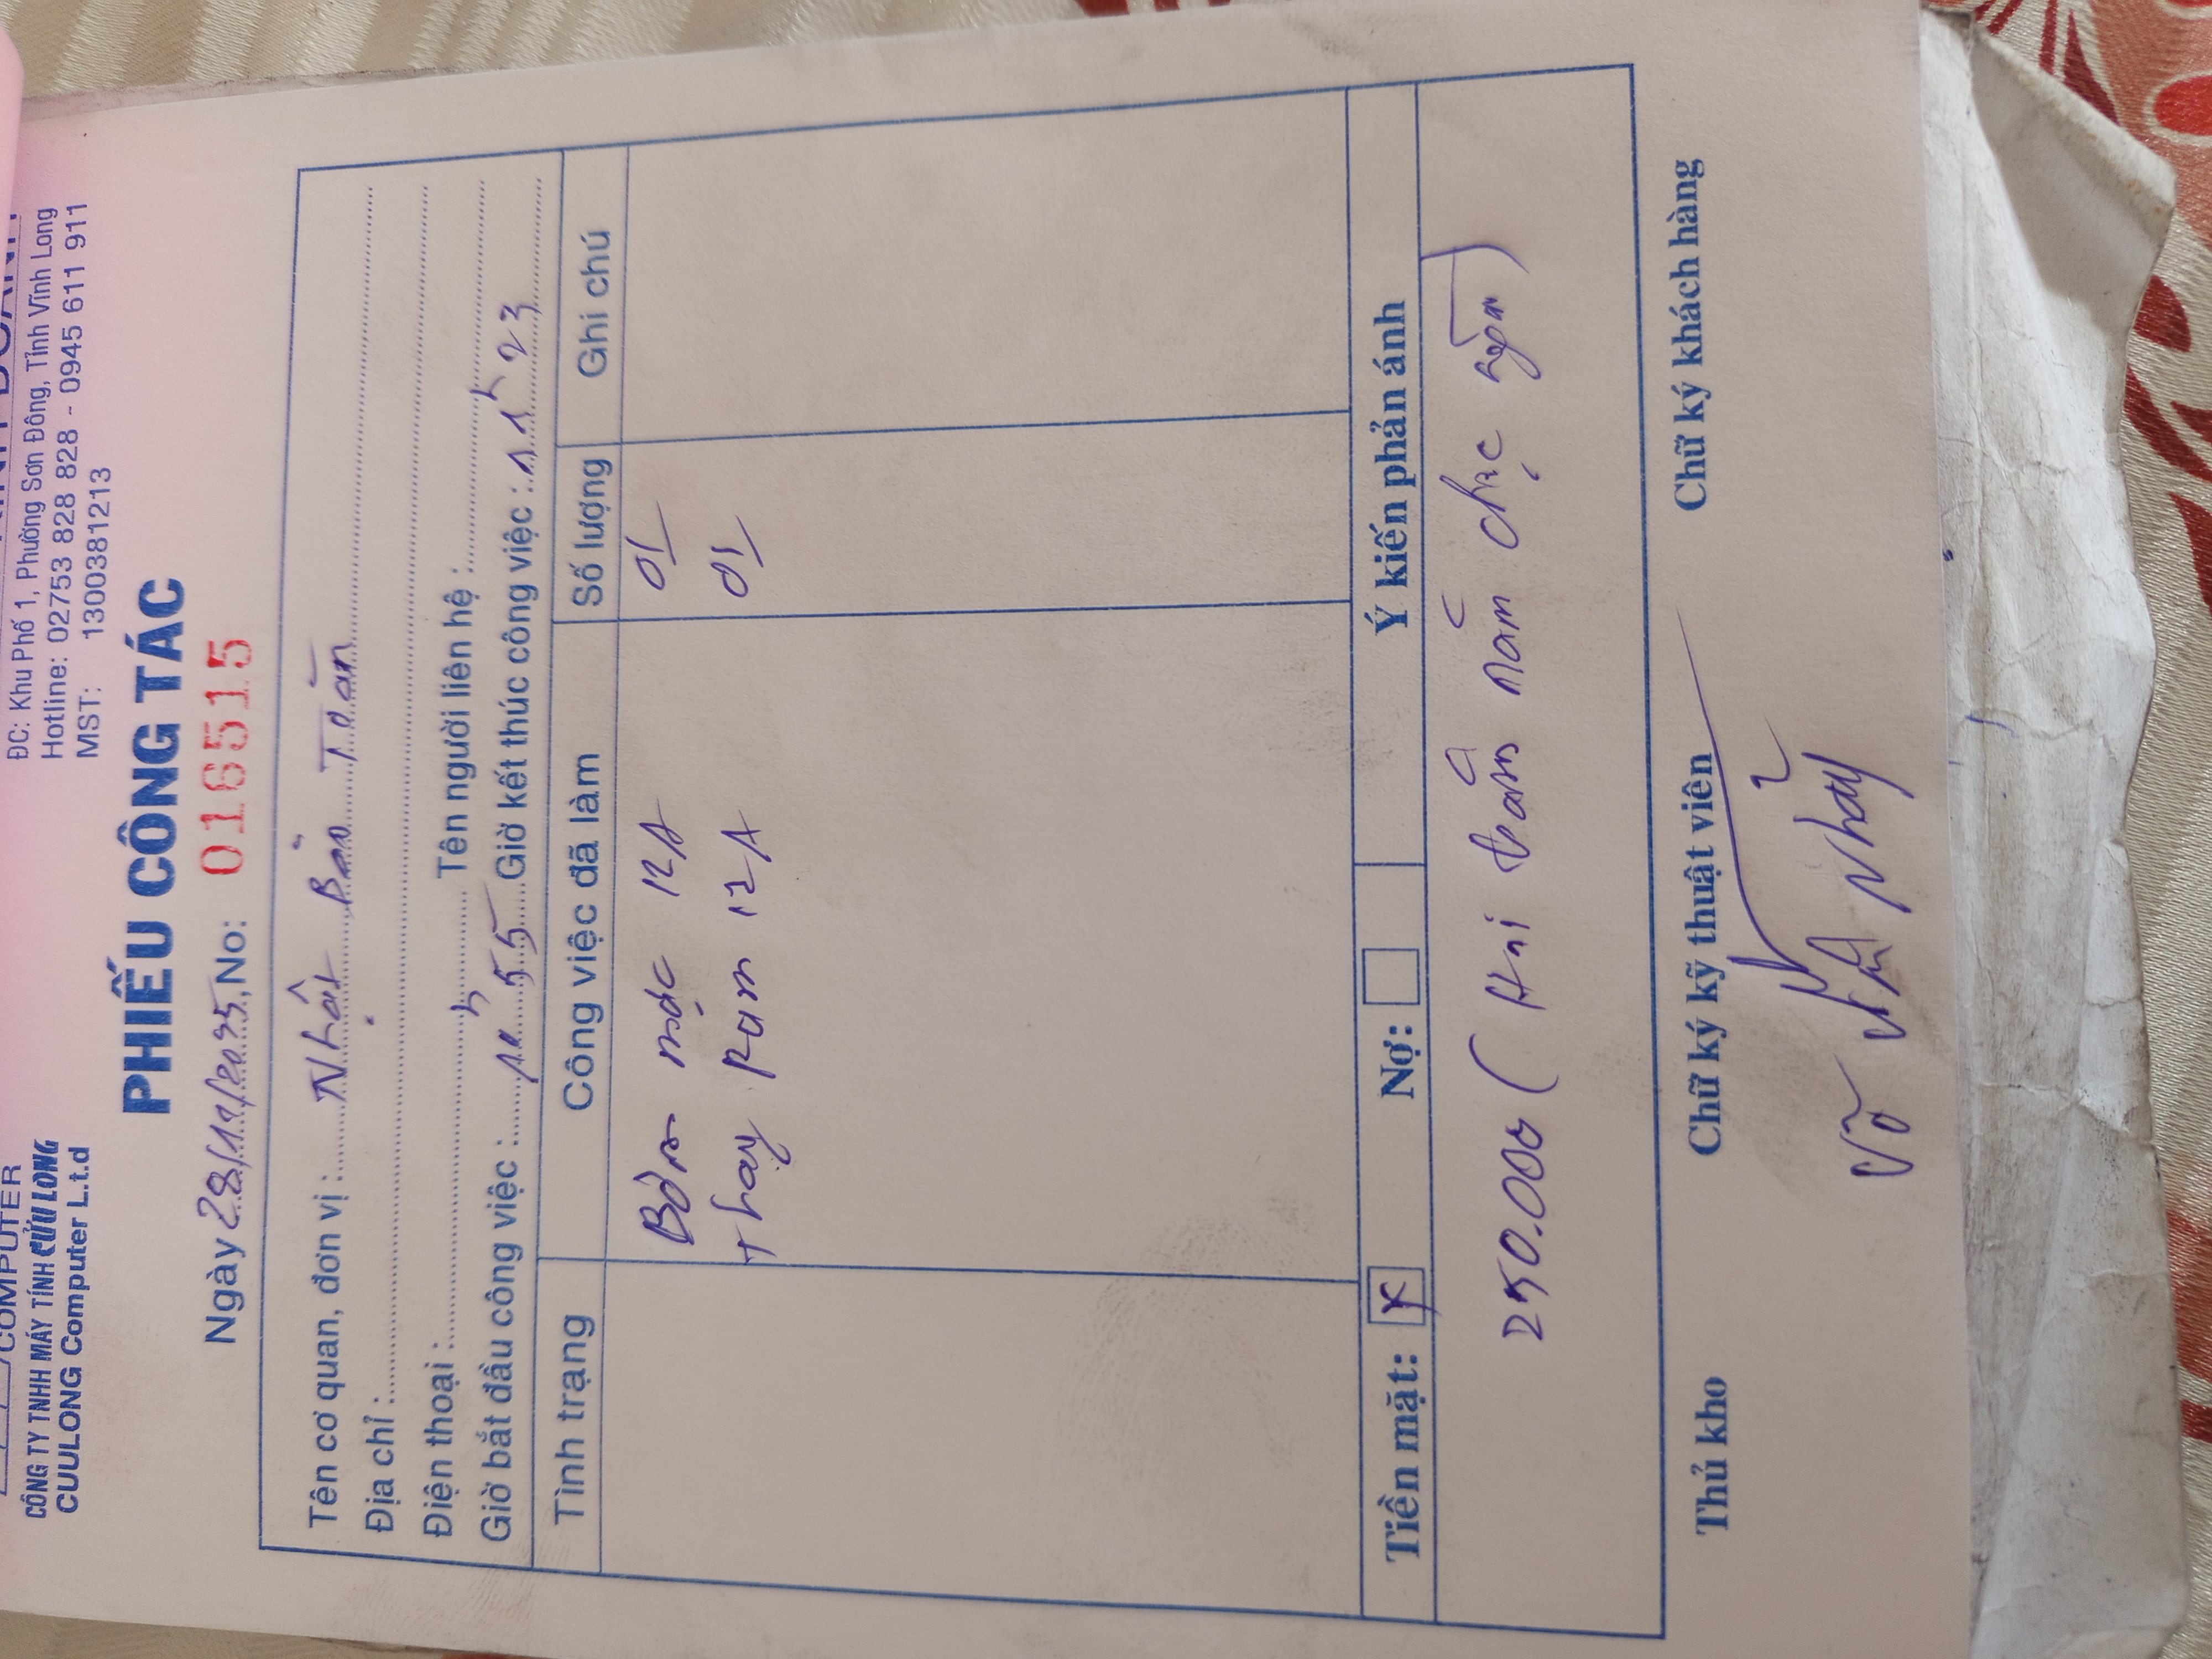 COMPUTER
CÔNG TY TNHH MÁY TÍNH CỬU LONG
CUULONG Computer L.t.d
ĐC: Khu Phố 1, Phường Sơn Đông, Tỉnh Vĩnh Long
Hotline: 02753 828 828 - 0945 611 911
MST: 1300381213
PHIẾU CÔNG TÁC
Ngày 28/12/2025, No: 016515
Tên cơ quan, đơn vị: Nhật Bảo Toàn
Địa chỉ:
Điện thoại: Tên người liên hệ:
Giờ bắt đầu công việc: 10h55 Giờ kết thúc công việc: 11h23
Tình trạng Công việc đã làm Số lượng Ghi chú
Bơm mực 12A 01
Thay Ram 12A 01
Tiền mặt: x Nợ: Ý kiến phản ánh
250.000 (Hai trăm năm chục ngàn)
Thủ kho Chữ ký kỹ thuật viên Chữ ký khách hàng
Võ